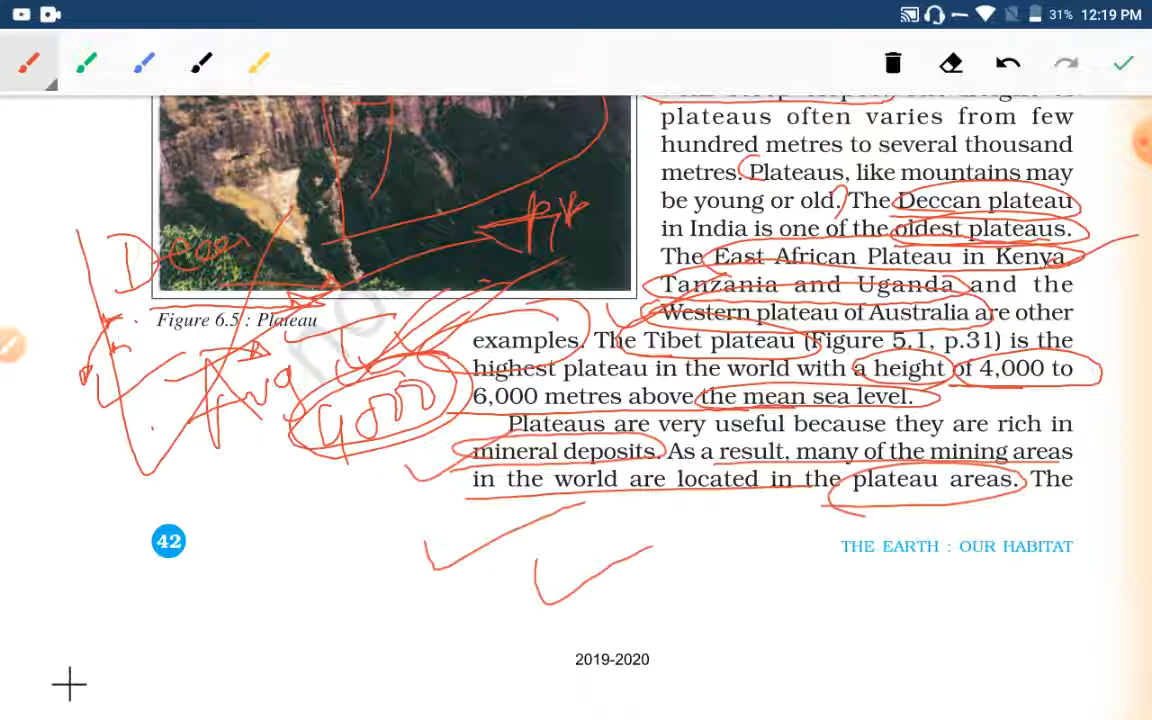 31% 12:19 PM
plateaus often varies from few
hundred metres to several thousand
metres. Plateaus, like mountains may
be young or old. The Deccan plateau
in India is one of the oldest plateaus.
The East African Plateau in Kenya,
Tanzania and Uganda and the
Western plateau of Australia are other
examples. The Tibet plateau (Figure 5.1, p.31) is the
highest plateau in the world with a height of 4,000 to
6,000 metres above the mean sea level.
Plateaus are very useful because they are rich in
mineral deposits. As a result, many of the mining areas
in the world are located in the plateau areas. The
Figure 6.5 : Plateau
4000
42
THE EARTH : OUR HABITAT
2019-2020